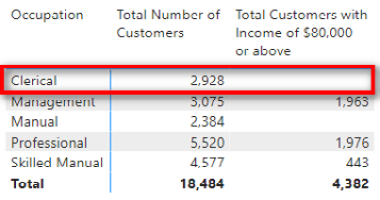 Occupation Total Number of Total Customers with
Customers Income of $80,000
or above
Clerical 2,928
Management 3,075 1,963
Manual 2,384
Professional 5,520 1,976
Skilled Manual 4,577 443
Total 18,484 4,382